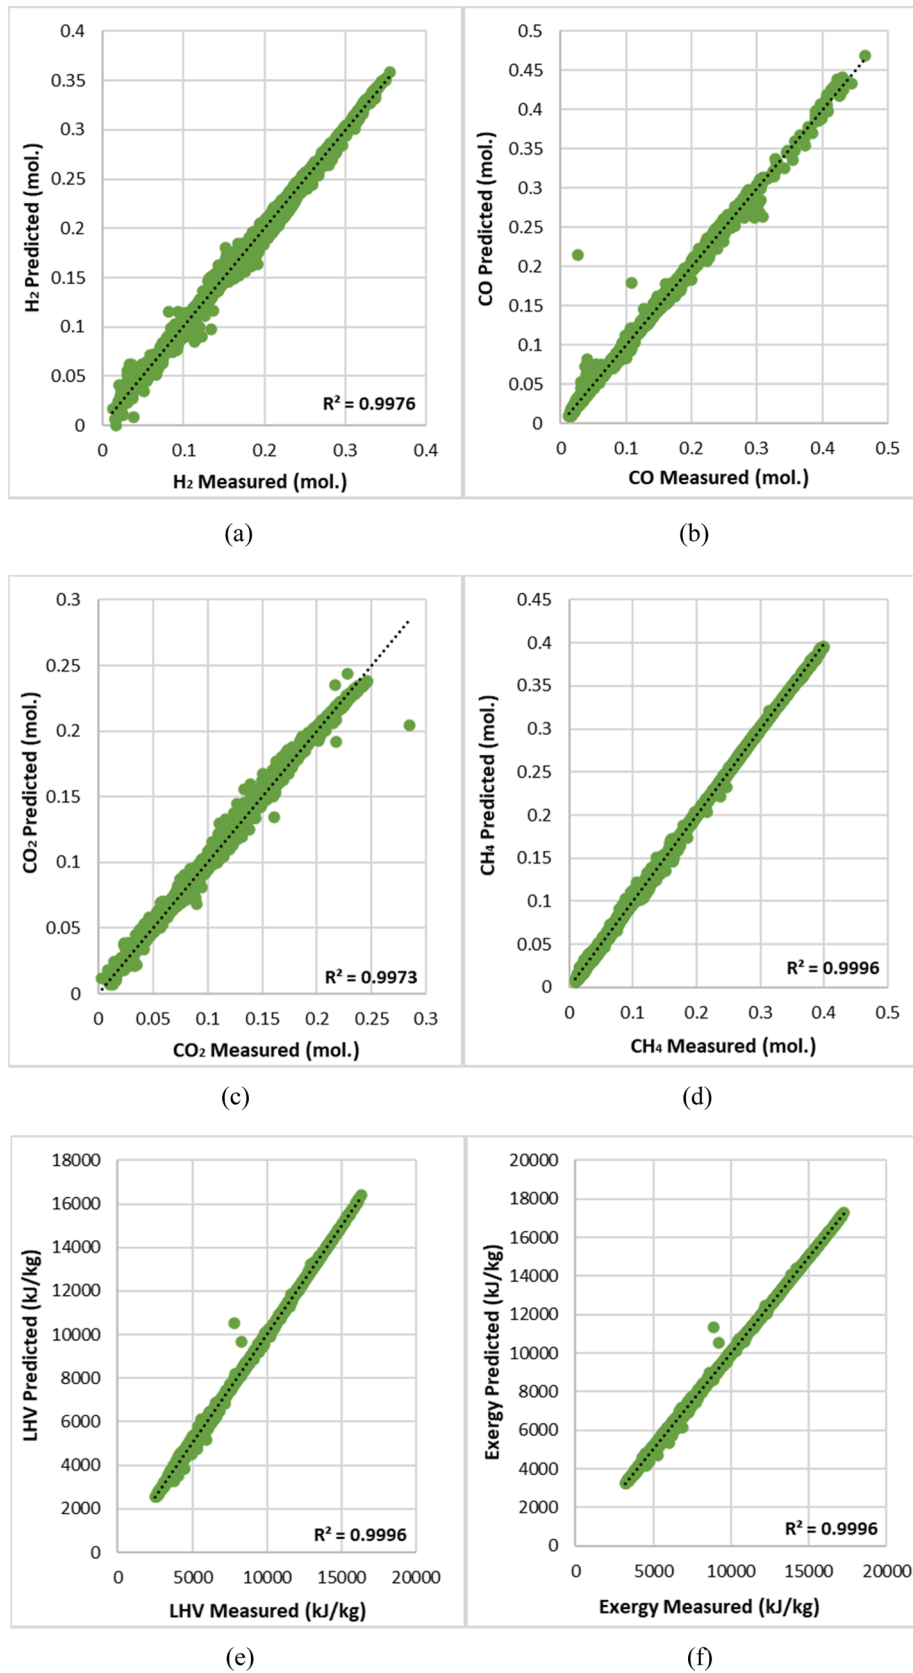 0.4
0.35
0.3
0.25
0.2
0.15
0.1
0.05
0
H₂ Predicted (mol.)
R² = 0.9976
0 0.1 0.2 0.3 0.4
H₂ Measured (mol.)
(a)
0.5
0.45
0.4
0.35
0.3
0.25
0.2
0.15
0.1
0.05
0
CO Predicted (mol.)
0 0.1 0.2 0.3 0.4 0.5
CO Measured (mol.)
(b)
0.3
0.25
0.2
0.15
0.1
0.05
0
CO₂ Predicted (mol.)
R² = 0.9973
0 0.05 0.1 0.15 0.2 0.25 0.3
CO₂ Measured (mol.)
(c)
0.45
0.4
0.35
0.3
0.25
0.2
0.15
0.1
0.05
0
CH₄ Predicted (mol.)
R² = 0.9996
0 0.1 0.2 0.3 0.4 0.5
CH₄ Measured (mol.)
(d)
18000
16000
14000
12000
10000
8000
6000
4000
2000
0
LHV Predicted (kJ/kg)
R² = 0.9996
0 5000 10000 15000 20000
LHV Measured (kJ/kg)
(e)
20000
18000
16000
14000
12000
10000
8000
6000
4000
2000
0
Exergy Predicted (kJ/kg)
R² = 0.9996
0 5000 10000 15000 20000
Exergy Measured (kJ/kg)
(f)